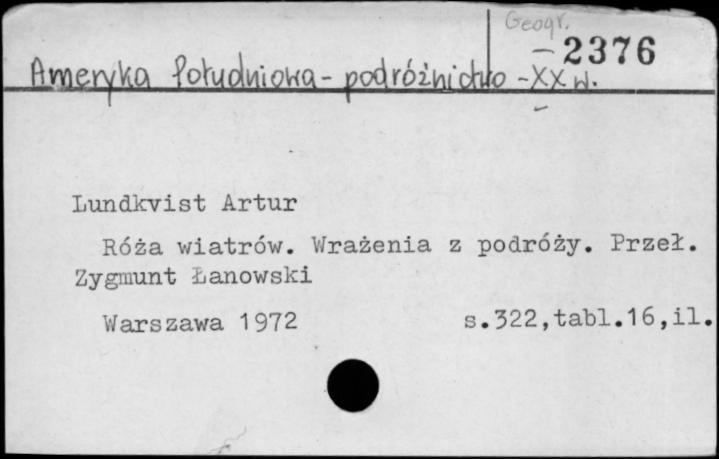 Geogr.
- 2376
Ameryka Południowa - podróżnictwo - XX w.
Lundkvist Artur
Róża wiatrów. Wrażenia z podróży. Przeł.
Zygmunt Łanowski
Warszawa 1972 s.322,tabl.16,il.